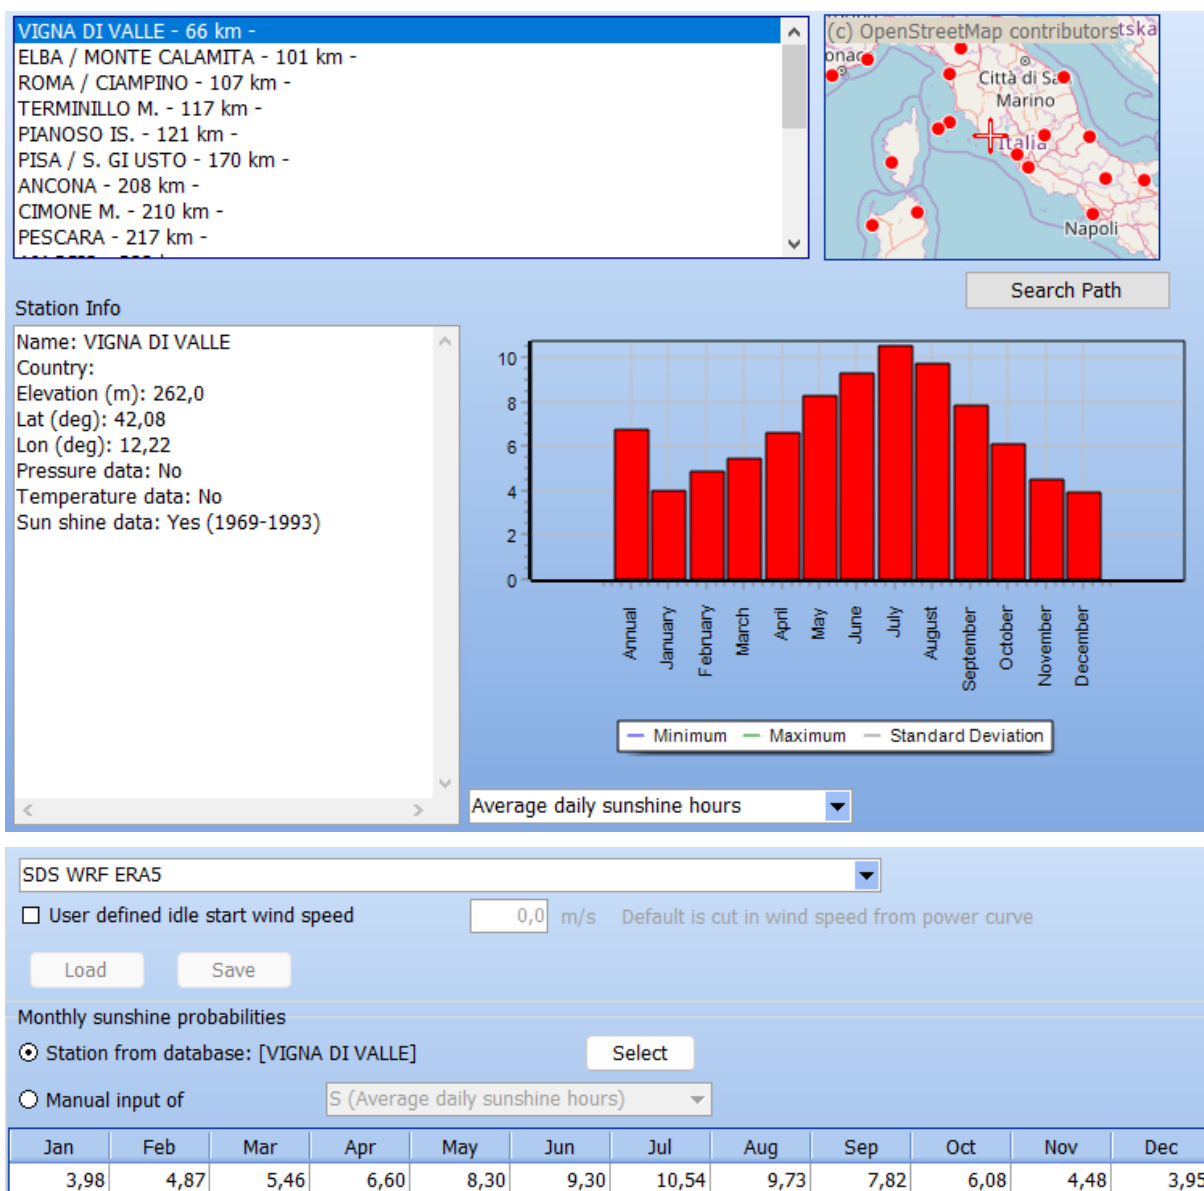 VIGNA DI VALLE - 66 km -
ELBA / MONTE CALAMITA - 101 km -
ROMA / CIAMPINO - 107 km -
TERMINILLO M. - 117 km -
PIANOSO IS. - 121 km -
PISA / S. GI USTO - 170 km -
ANCONA - 208 km -
CIMONE M. - 210 km -
PESCARA - 217 km -
(c) OpenStreetMap contributors
Città di Sa
Marino
Italia
Napoli
Search Path
Station Info
Name: VIGNA DI VALLE
Country:
Elevation (m): 262,0
Lat (deg): 42,08
Lon (deg): 12,22
Pressure data: No
Temperature data: No
Sun shine data: Yes (1969-1993)
10
8
6
4
2
0
Annual January February March April May June July August September October November December
Minimum Maximum Standard Deviation
Average daily sunshine hours
SDS WRF ERA5
User defined idle start wind speed 0,0 m/s Default is cut in wind speed from power curve
Load Save
Monthly sunshine probabilities
Station from database: [VIGNA DI VALLE] Select
Manual input of S (Average daily sunshine hours)
Jan Feb Mar Apr May Jun Jul Aug Sep Oct Nov Dec
3,98 4,87 5,46 6,60 8,30 9,30 10,54 9,73 7,82 6,08 4,48 3,95